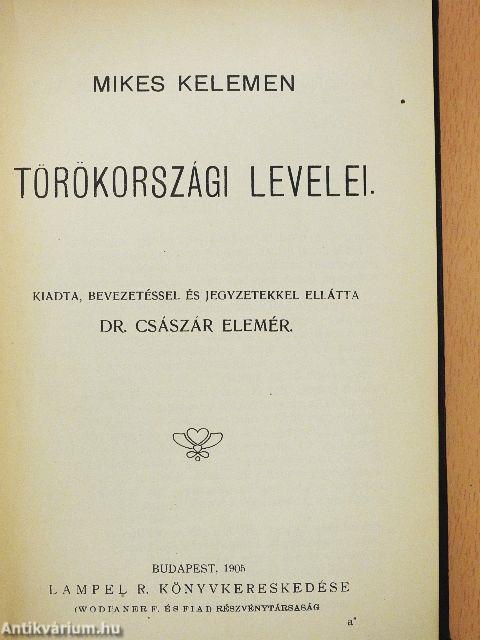 MIKES KELEMEN
TÖRÖKORSZÁGI LEVELEI.
KIADTA, BEVEZETÉSSEL ÉS JEGYZETEKKEL ELLÁTTA
DR. CSÁSZÁR ELEMÉR.
BUDAPEST, 1905
LAMPEL R. KÖNYVKERESKEDÉSE
(WODIANER F. ÉS FIAI) RÉSZVÉNYTÁRSASÁG
a*
Antikvárium.hu